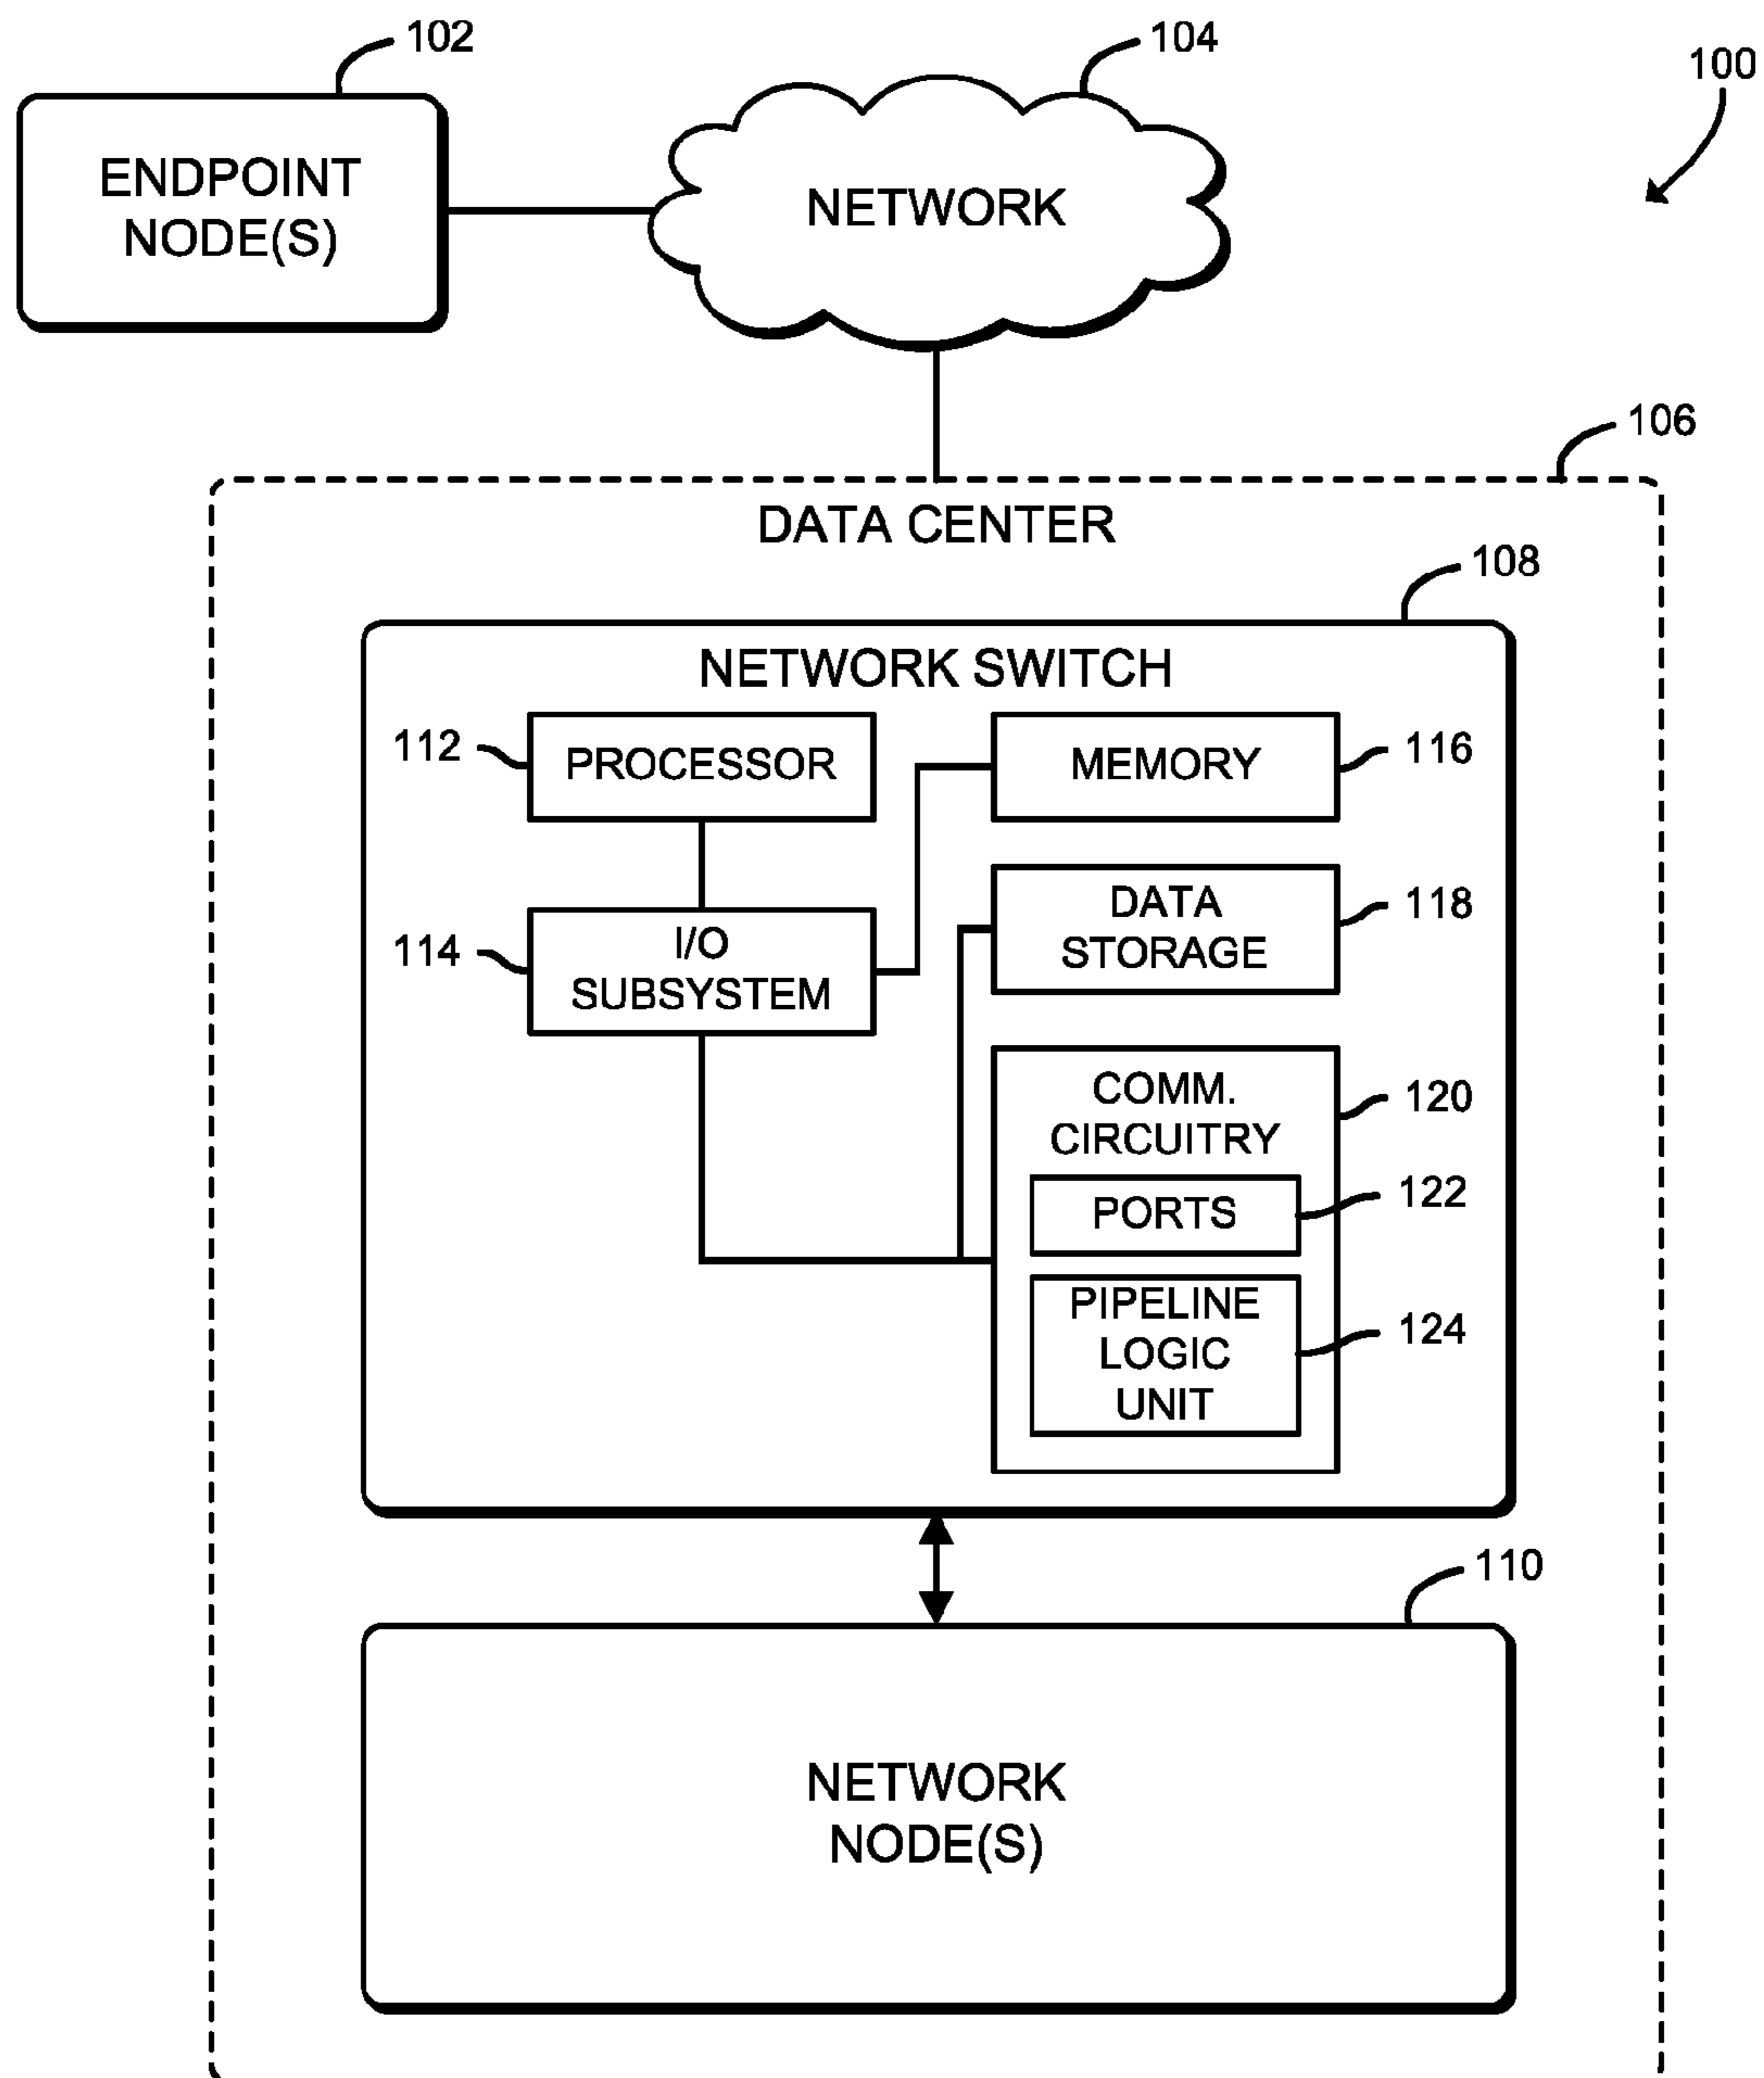 102
104
100
ENDPOINT
NODE(S)
NETWORK
106
DATA CENTER
108
NETWORK SWITCH
112
PROCESSOR
MEMORY
116
114
I/O
SUBSYSTEM
DATA
STORAGE
118
COMM.
CIRCUITRY
120
PORTS
122
PIPELINE
LOGIC
UNIT
124
110
NETWORK
NODE(S)